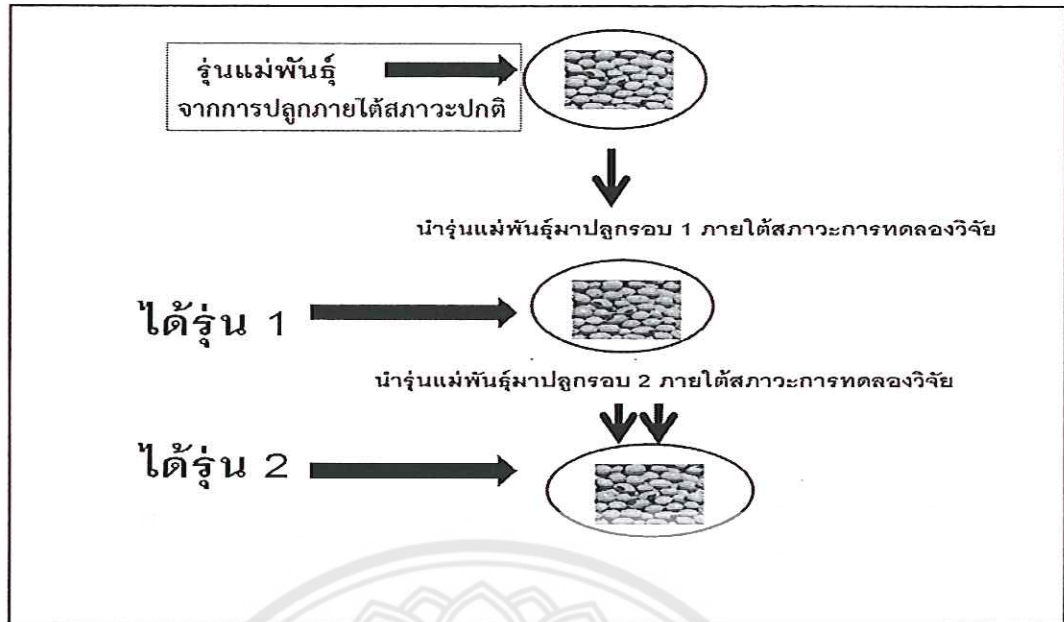 รุ่นแม่พันธุ์
จากการปลูกภายใต้สภาวะปกติ
นำรุ่นแม่พันธุ์มาปลูกรอบ 1 ภายใต้สภาวะการทดลองวิจัย
ได้รุ่น 1
นำรุ่นแม่พันธุ์มาปลูกรอบ 2 ภายใต้สภาวะการทดลองวิจัย
ได้รุ่น 2